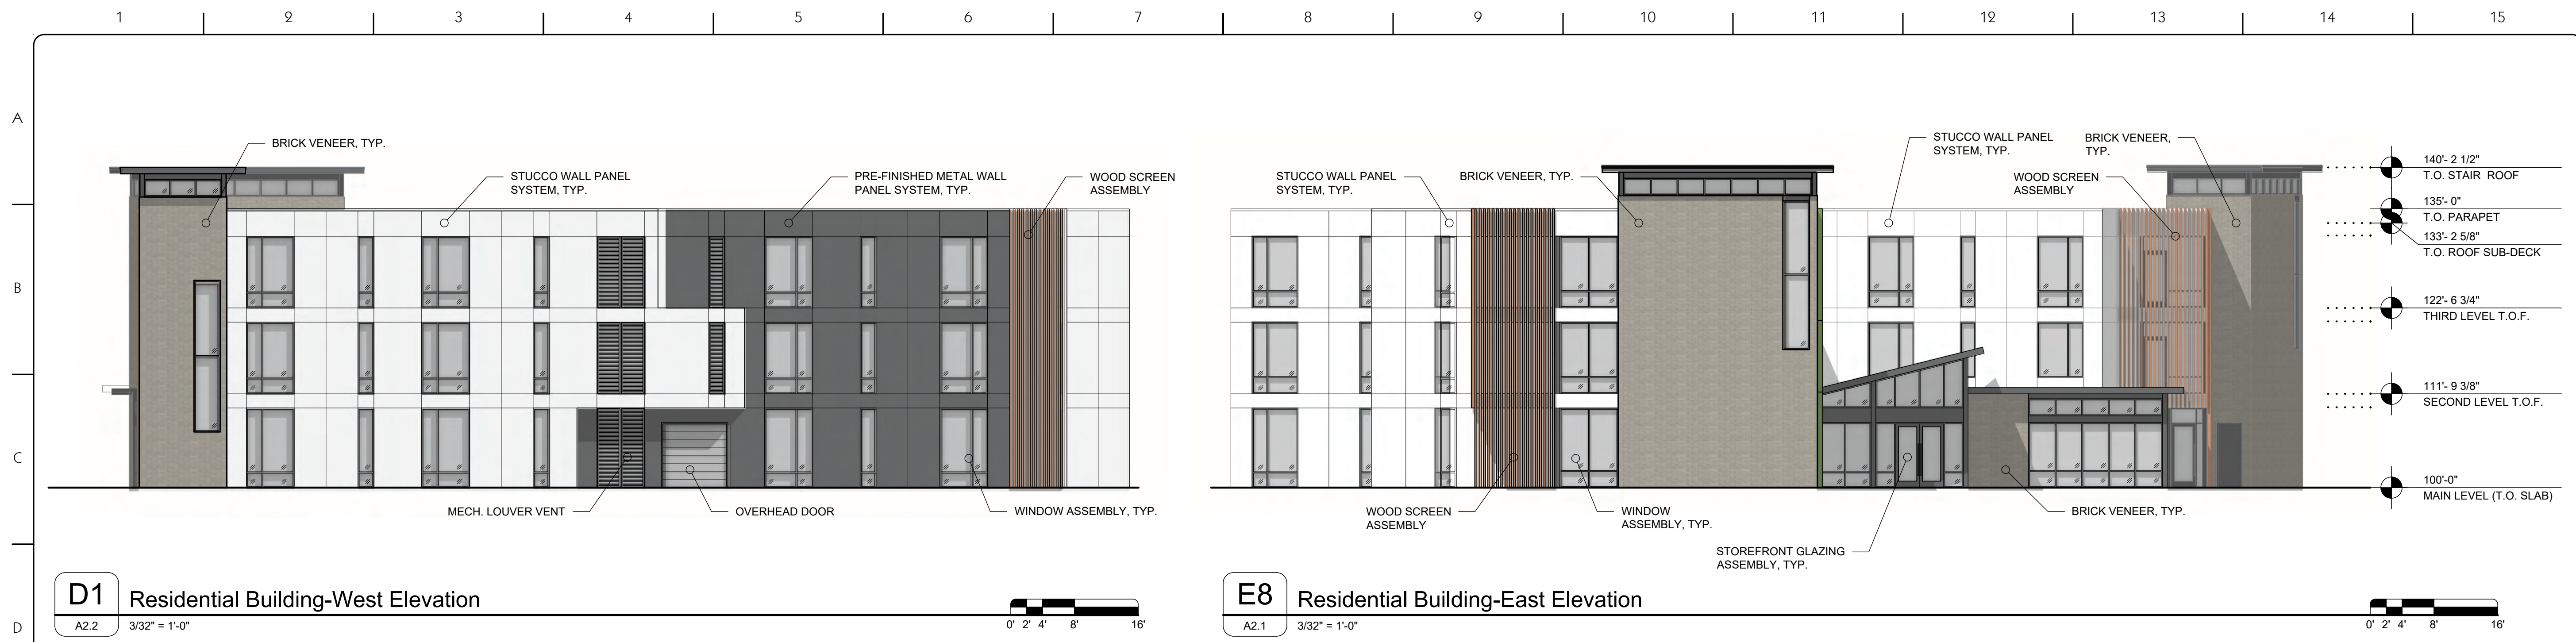 1 2 3 4 5 6 7 8 9 10 11 12 13 14 15
A
B
C
D
BRICK VENEER, TYP.
STUCCO WALL PANEL
SYSTEM, TYP.
PRE-FINISHED METAL WALL
PANEL SYSTEM, TYP.
WOOD SCREEN
ASSEMBLY
MECH. LOUVER VENT
OVERHEAD DOOR
WINDOW ASSEMBLY, TYP.
D1
A2.2
Residential Building-West Elevation
3/32" = 1'-0"
0' 2' 4' 8' 16'
STUCCO WALL PANEL
SYSTEM, TYP.
BRICK VENEER, TYP.
STUCCO WALL PANEL
SYSTEM, TYP.
BRICK VENEER,
TYP.
WOOD SCREEN
ASSEMBLY
WOOD SCREEN
ASSEMBLY
WINDOW
ASSEMBLY, TYP.
STOREFRONT GLAZING
ASSEMBLY, TYP.
BRICK VENEER, TYP.
140'- 2 1/2"
T.O. STAIR ROOF
135'- 0"
T.O. PARAPET
133'- 2 5/8"
T.O. ROOF SUB-DECK
122'- 6 3/4"
THIRD LEVEL T.O.F.
111'- 9 3/8"
SECOND LEVEL T.O.F.
100'-0"
MAIN LEVEL (T.O. SLAB)
E8
A2.1
Residential Building-East Elevation
3/32" = 1'-0"
0' 2' 4' 8' 16'